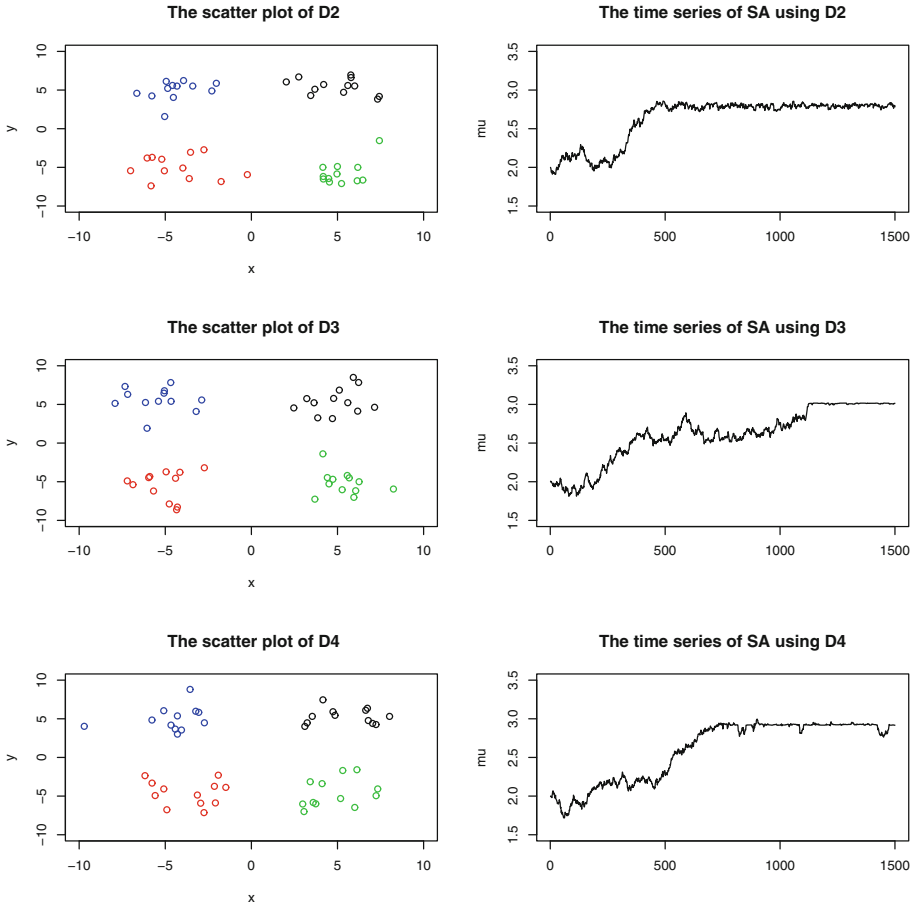 The scatter plot of D2
y
10
5
0
−5
−10
−10 −5 0 5 10
x
The time series of SA using D2
mu
3.5
3.0
2.5
2.0
1.5
0 500 1000 1500
The scatter plot of D3
y
10
5
0
−5
−10
−10 −5 0 5 10
x
The time series of SA using D3
mu
3.5
3.0
2.5
2.0
1.5
0 500 1000 1500
The scatter plot of D4
y
10
5
0
−5
−10
−10 −5 0 5 10
x
The time series of SA using D4
mu
3.5
3.0
2.5
2.0
1.5
0 500 1000 1500